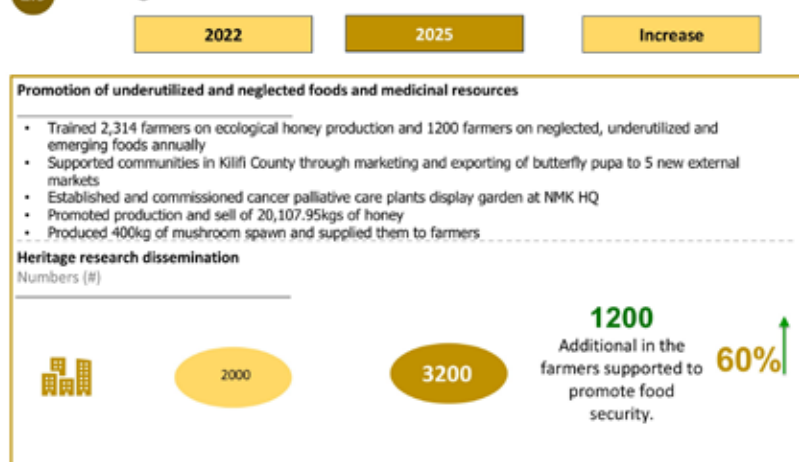 2022 2025 Increase
Promotion of underutilized and neglected foods and medicinal resources
• Trained 2,314 farmers on ecological honey production and 1200 farmers on neglected, underutilized and
emerging foods annually
• Supported communities in Kilifi County through marketing and exporting of butterfly pupa to 5 new external
markets
• Established and commissioned cancer palliative care plants display garden at NMK HQ
• Promoted production and sell of 20,107.95kgs of honey
• Produced 400kg of mushroom spawn and supplied them to farmers
Heritage research dissemination
Numbers (#)
2000
3200
1200
Additional in the
farmers supported to
promote food
security.
60%